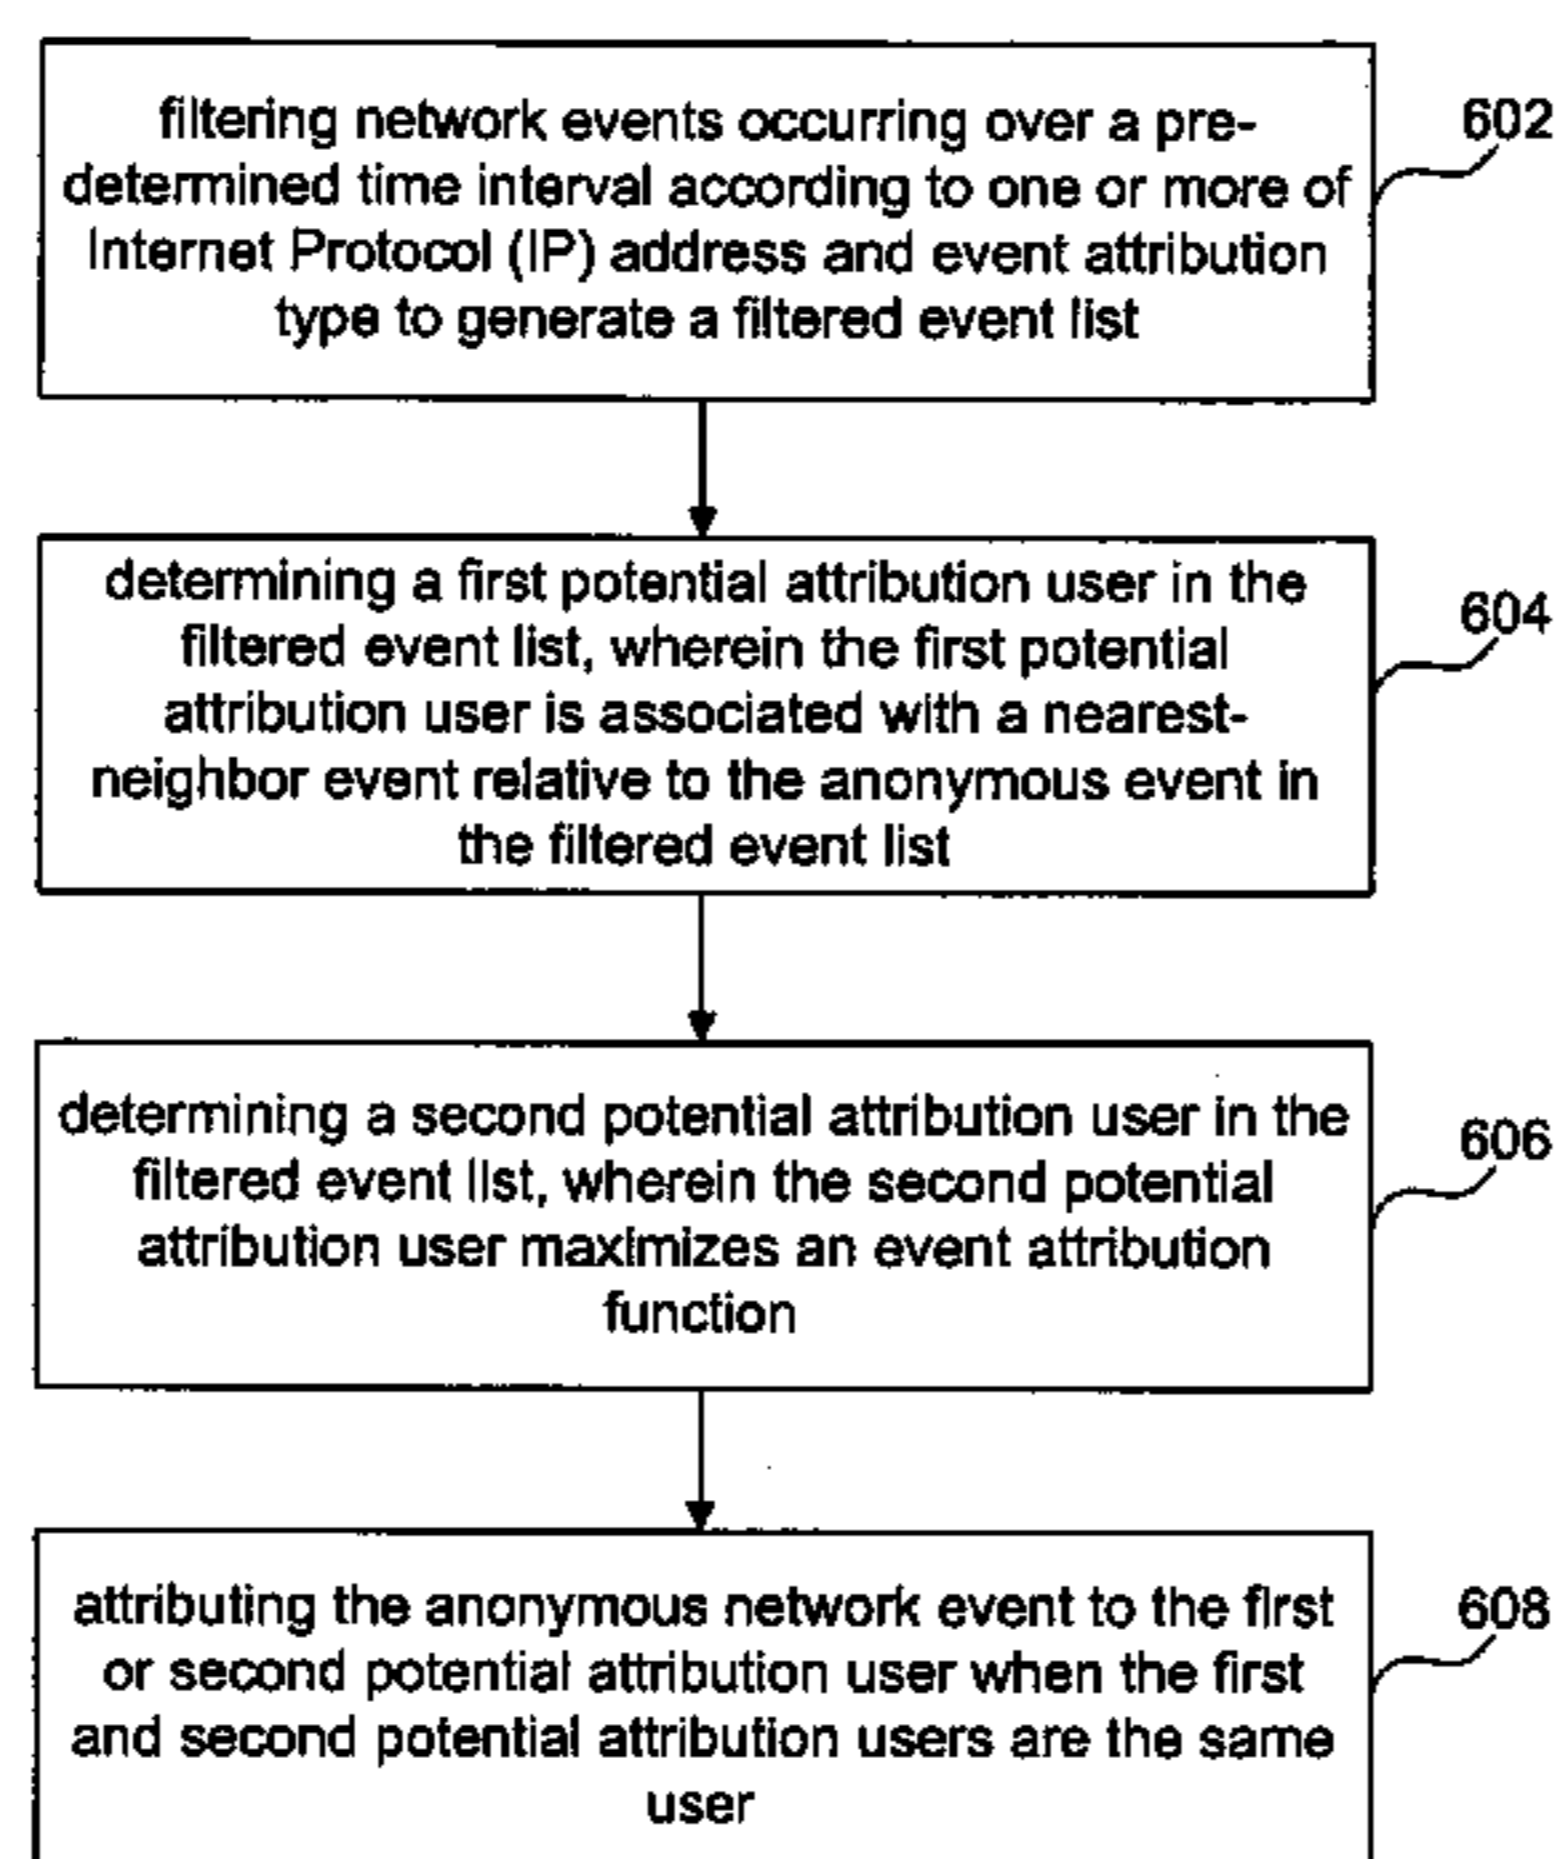 filtering network events occurring over a pre-
determined time interval according to one or more of
Internet Protocol (IP) address and event attribution
type to generate a filtered event list
602
determining a first potential attribution user in the
filtered event list, wherein the first potential
attribution user is associated with a nearest-
neighbor event relative to the anonymous event in
the filtered event list
604
determining a second potential attribution user in the
filtered event list, wherein the second potential
attribution user maximizes an event attribution
function
606
attributing the anonymous network event to the first
or second potential attribution user when the first
and second potential attribution users are the same
user
608